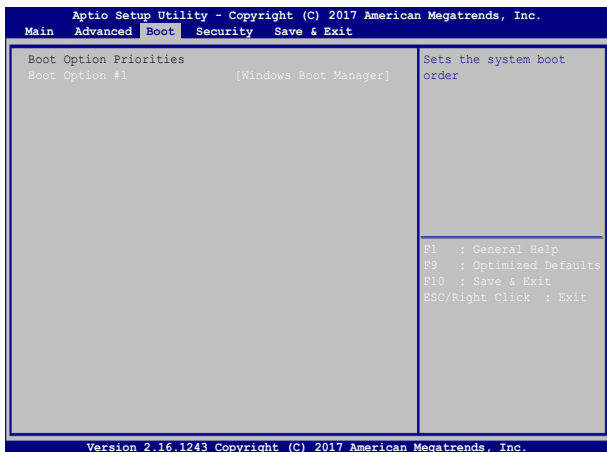 Aptio Setup Utility - Copyright (C) 2017 American Megatrends, Inc.
Main Advanced Boot Security Save & Exit
Boot Option Priorities
Boot Option #1 [Windows Boot Manager]
Sets the system boot
order
F1 : General Help
F9 : Optimized Defaults
F10 : Save & Exit
ESC/Right Click : Exit
Version 2.16.1243 Copyright (C) 2017 American Megatrends, Inc.